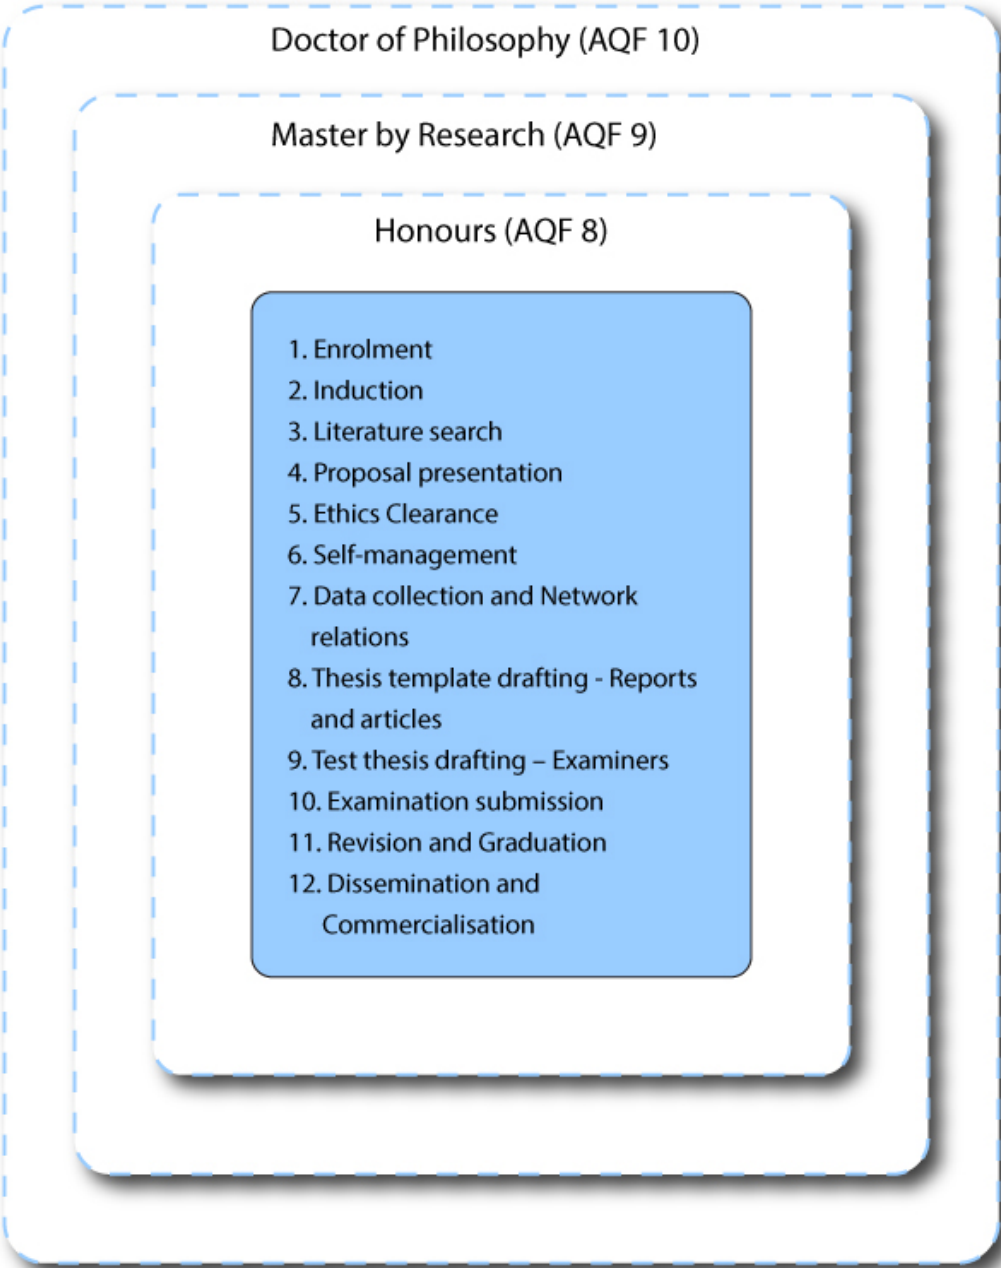 Doctor of Philosophy (AQF 10)
Master by Research (AQF 9)
Honours (AQF 8)
1. Enrolment
2. Induction
3. Literature search
4. Proposal presentation
5. Ethics Clearance
6. Self-management
7. Data collection and Network
relations
8. Thesis template drafting - Reports
and articles
9. Test thesis drafting – Examiners
10. Examination submission
11. Revision and Graduation
12. Dissemination and
Commercialisation